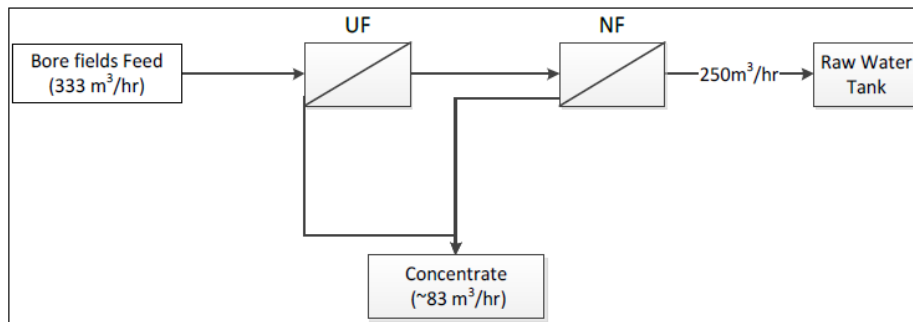 UF
NF
Bore fields Feed
(333 m³/hr)
250m³/hr
Raw Water
Tank
Concentrate
(~83 m³/hr)